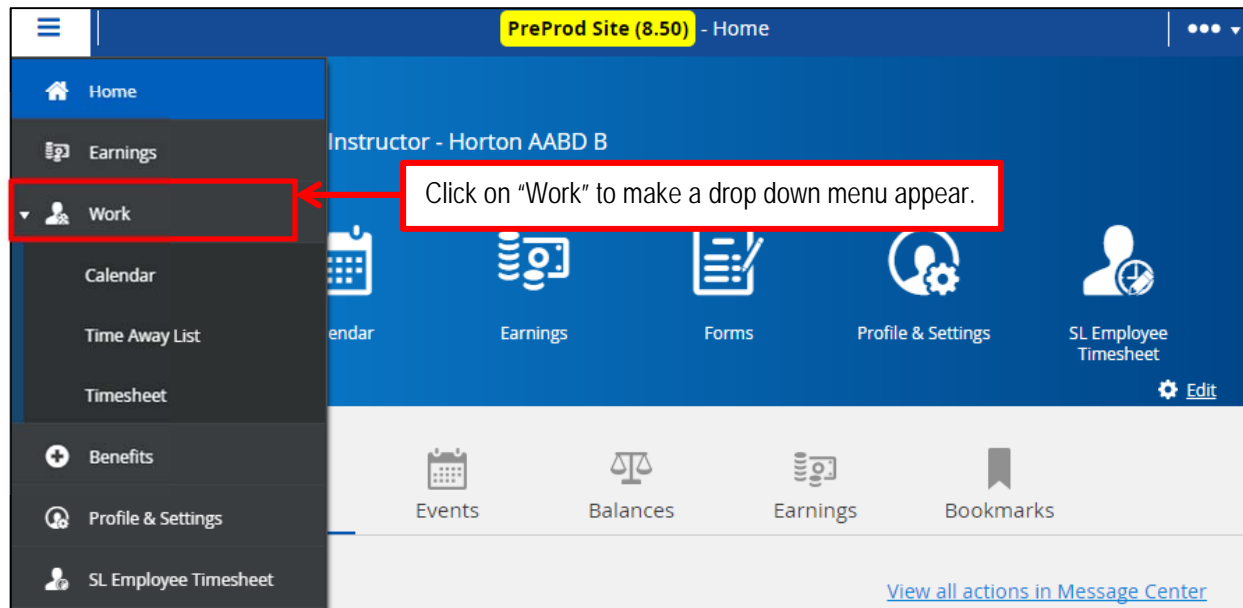 PreProd Site (8.50) - Home
Home
Earnings
Work
Calendar
Time Away List
Timesheet
Benefits
Profile & Settings
SL Employee Timesheet
Instructor - Horton AABD B
Click on “Work” to make a drop down menu appear.
endar
Earnings
Forms
Profile & Settings
SL Employee
Timesheet
Edit
Events
Balances
Earnings
Bookmarks
View all actions in Message Center